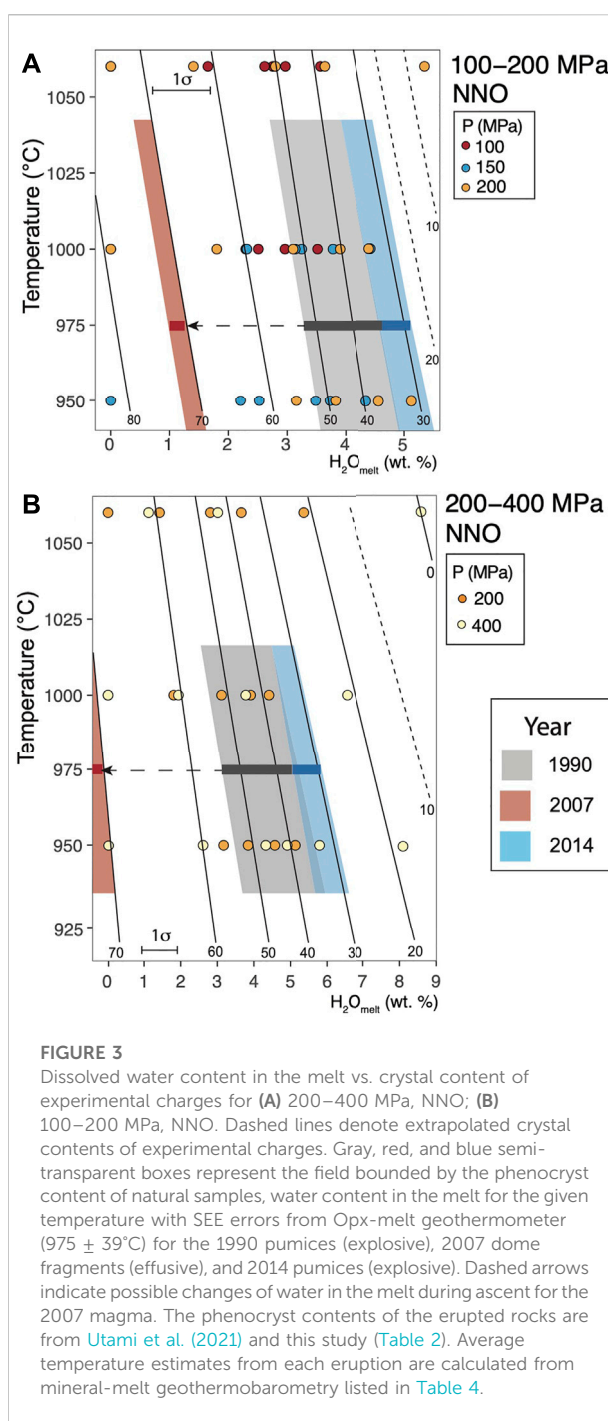 A
100–200 MPa
NNO
1σ
P (MPa)
100
150
200
Temperature (°C)
1050
1025
1000
975
950
10
20
80
70
60
50
40
30
0
1
2
3
4
5
H2Omelt (wt. %)
B
200–400 MPa
NNO
P (MPa)
200
400
Temperature (°C)
1050
1025
1000
975
950
925
0
10
Year
1990
2007
2014
1σ
70
60
50
40
30
20
0
1
2
3
4
5
6
7
8
9
H2Omelt (wt. %)
FIGURE 3
Dissolved water content in the melt vs. crystal content of
experimental charges for (A) 200–400 MPa, NNO; (B)
100–200 MPa, NNO. Dashed lines denote extrapolated crystal
contents of experimental charges. Gray, red, and blue semi-
transparent boxes represent the field bounded by the phenocryst
content of natural samples, water content in the melt for the given
temperature with SEE errors from Opx-melt geothermometer
(975 ± 39°C) for the 1990 pumices (explosive), 2007 dome
fragments (effusive), and 2014 pumices (explosive). Dashed arrows
indicate possible changes of water in the melt during ascent for the
2007 magma. The phenocryst contents of the erupted rocks are
from Utami et al. (2021) and this study (Table 2). Average
temperature estimates from each eruption are calculated from
mineral-melt geothermobarometry listed in Table 4.